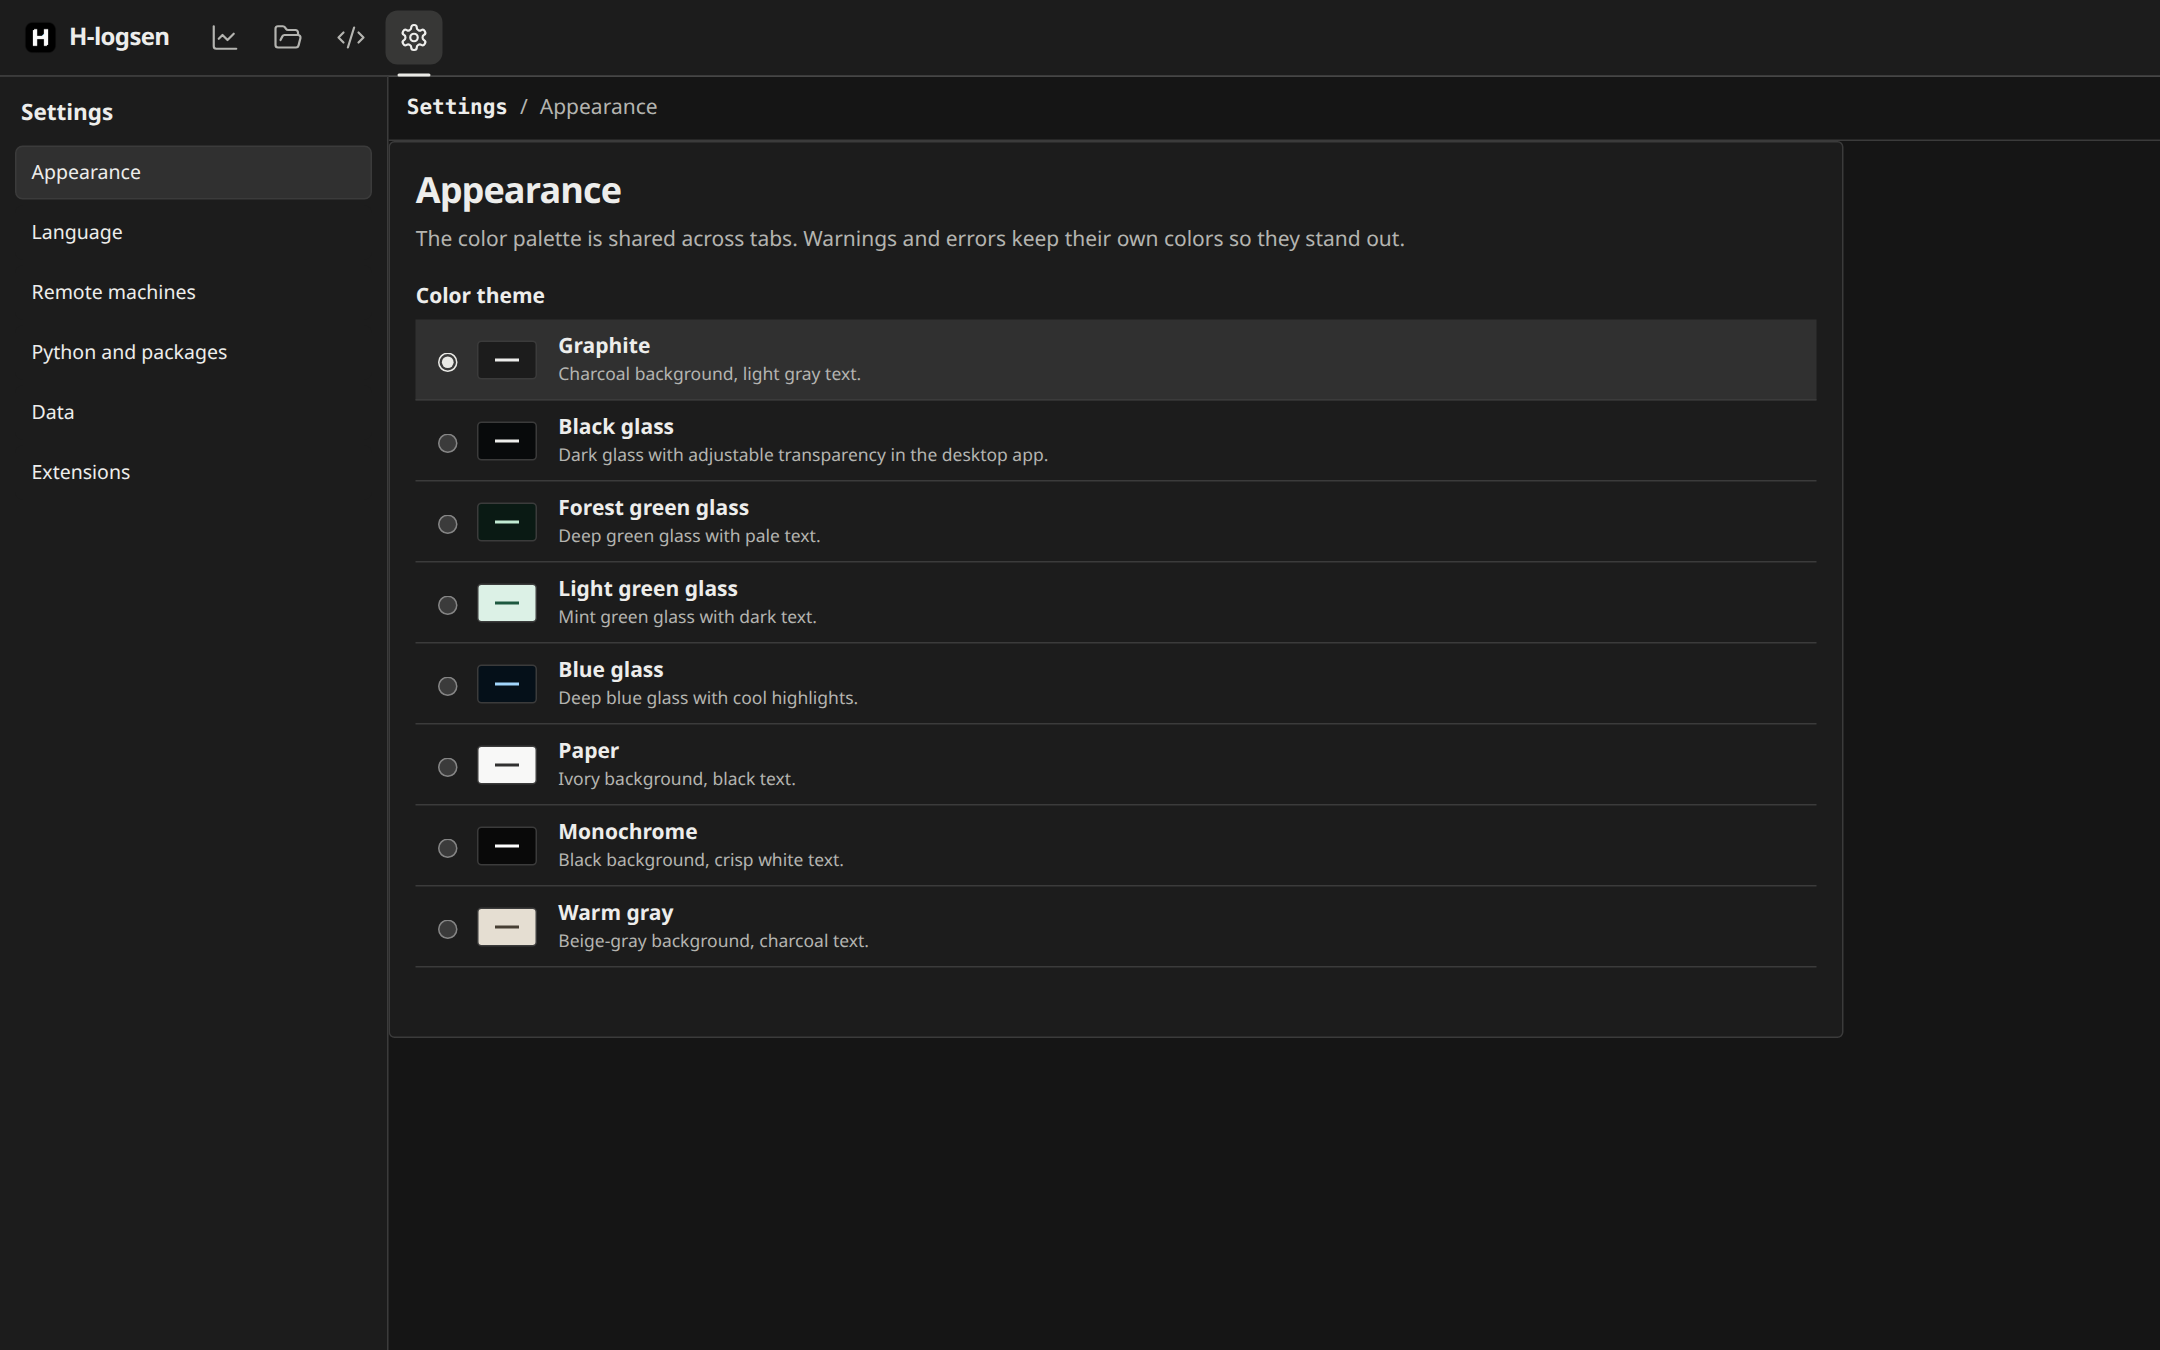 H H-logsen
Settings
Appearance
Language
Remote machines
Python and packages
Data
Extensions
Settings / Appearance
Appearance
The color palette is shared across tabs. Warnings and errors keep their own colors so they stand out.
Color theme
Graphite
Charcoal background, light gray text.
Black glass
Dark glass with adjustable transparency in the desktop app.
Forest green glass
Deep green glass with pale text.
Light green glass
Mint green glass with dark text.
Blue glass
Deep blue glass with cool highlights.
Paper
Ivory background, black text.
Monochrome
Black background, crisp white text.
Warm gray
Beige-gray background, charcoal text.